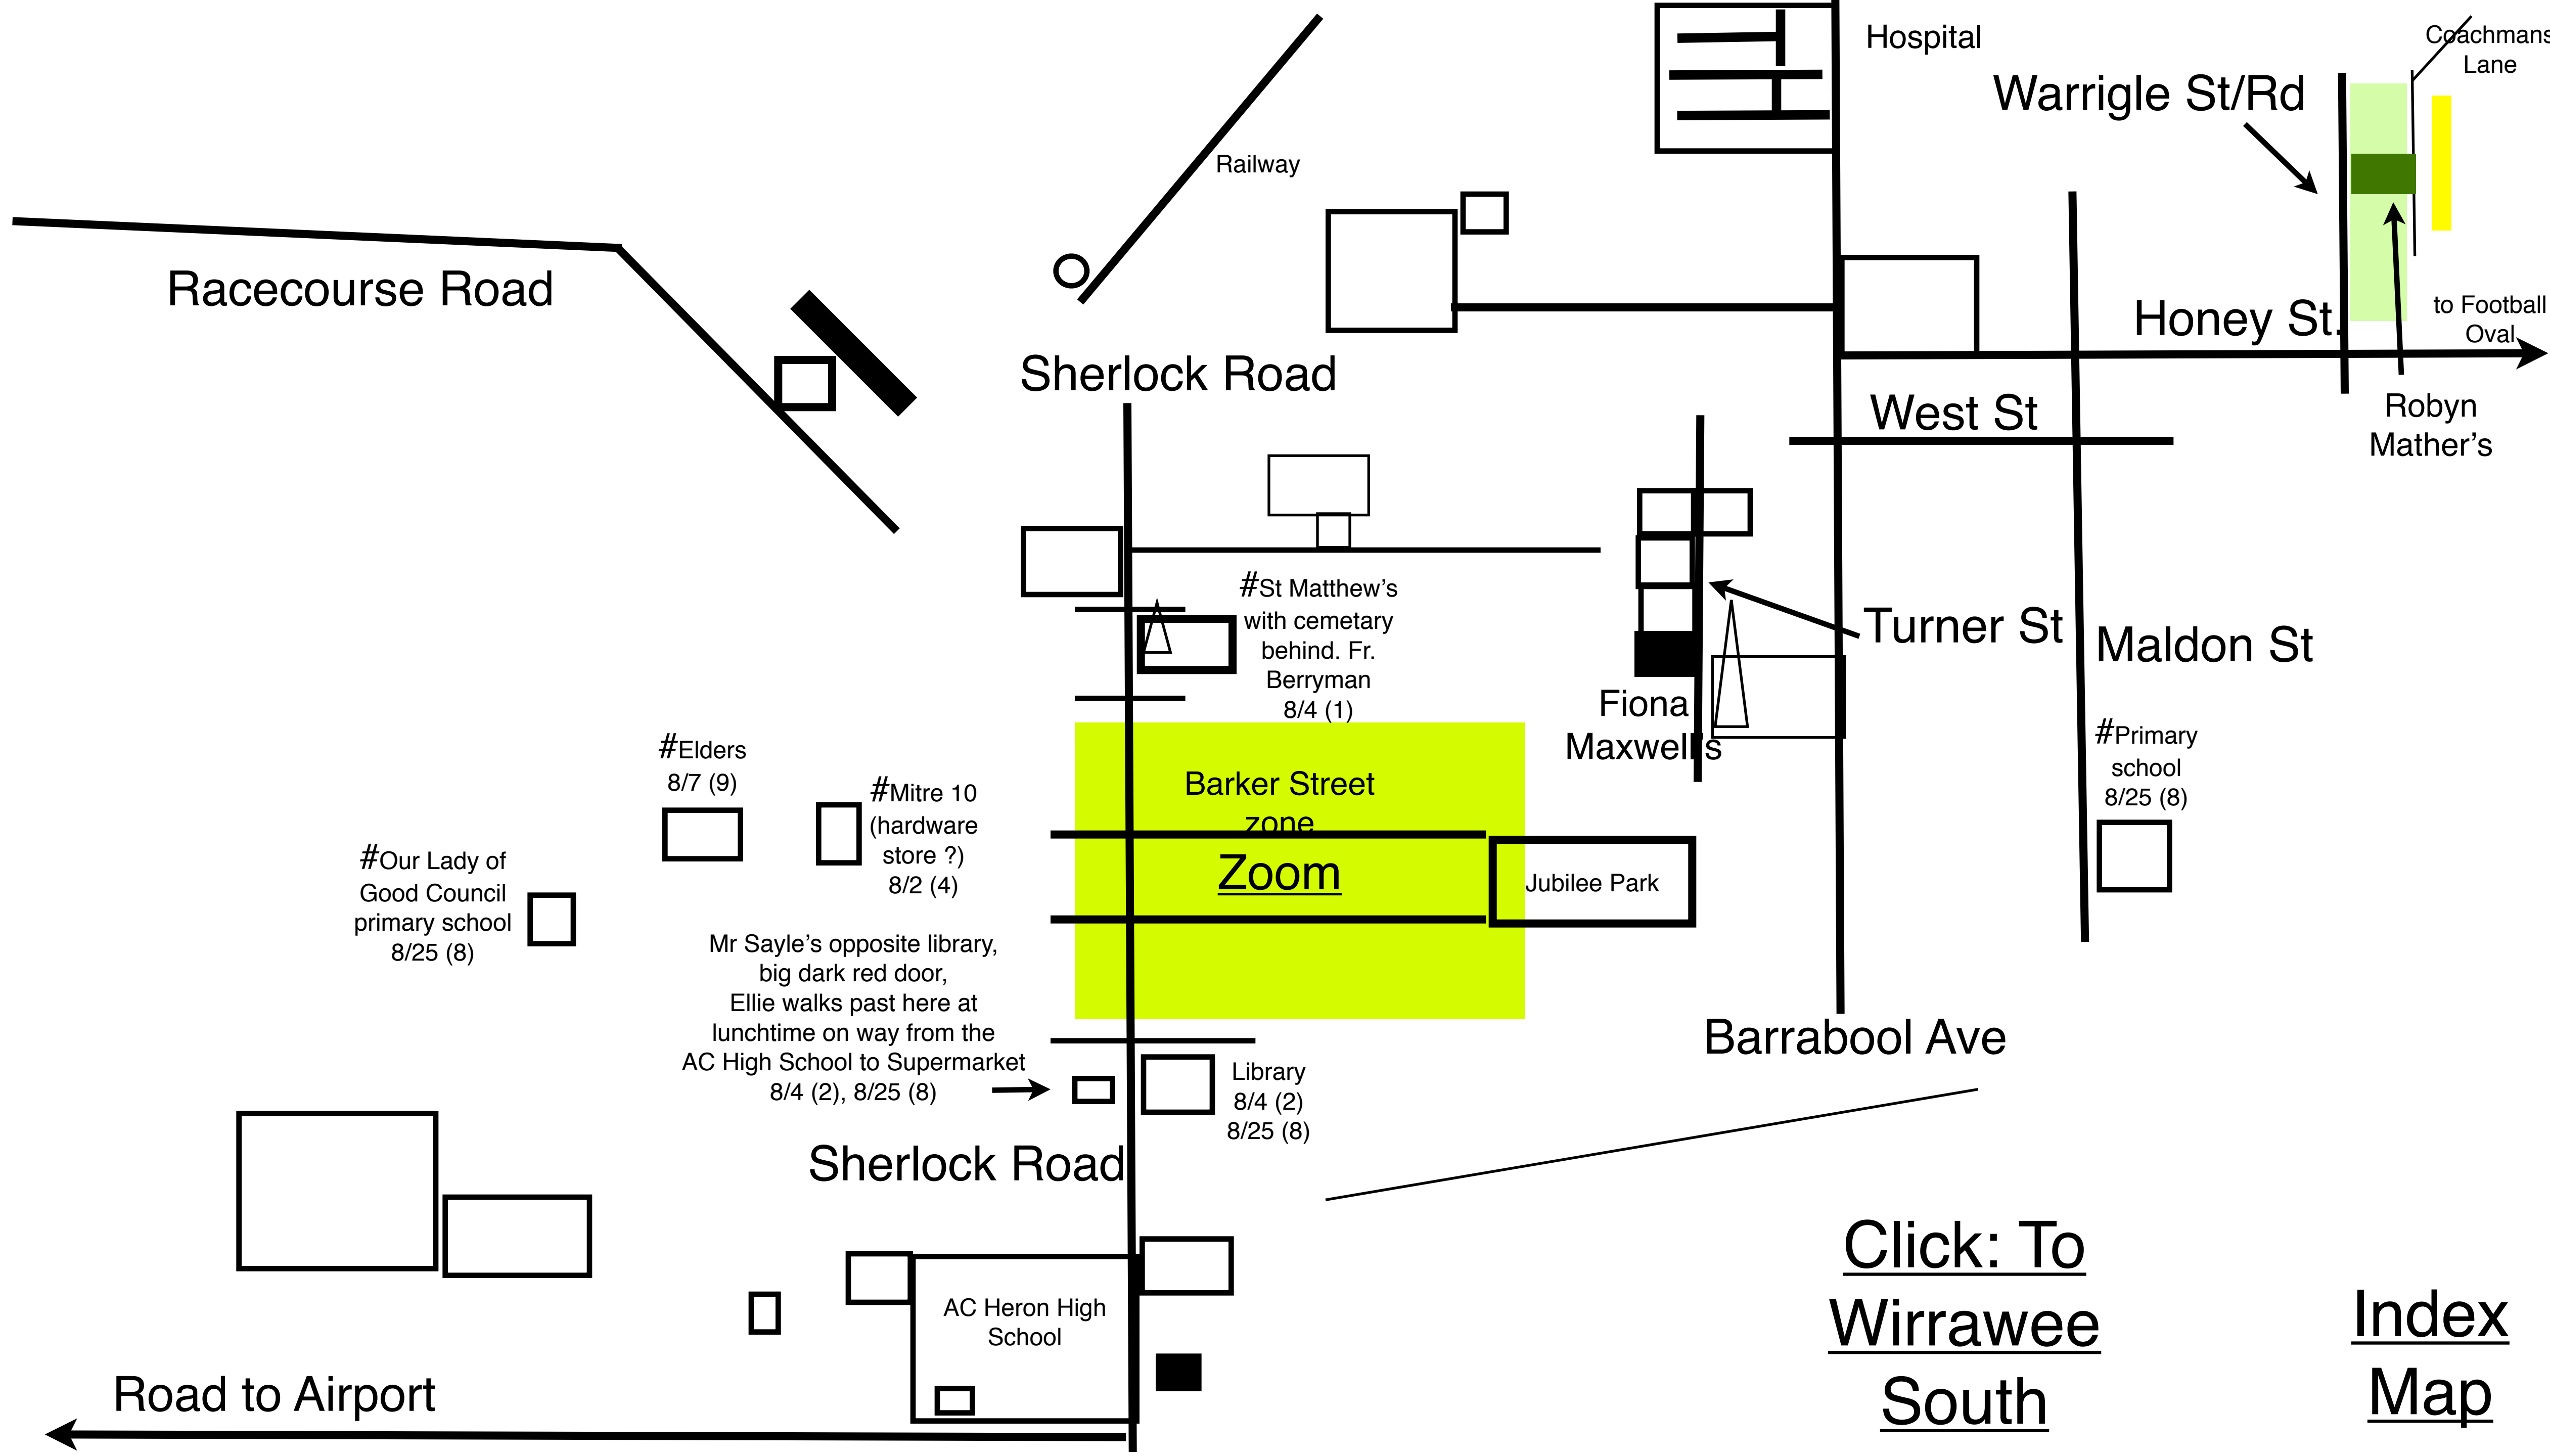 Hospital
Coachmans
Lane
Warrigle St/Rd
Railway
Racecourse Road
Honey St.
to Football
Oval
Sherlock Road
West St
Robyn
Mather's
#St Matthew's
with cemetary
behind. Fr.
Berryman
8/4 (1)
Turner St
Maldon St
Fiona
Maxwell's
#Primary
school
8/25 (8)
#Elders
8/7 (9)
#Mitre 10
(hardware
store ?)
8/2 (4)
Barker Street
zone
Zoom
Jubilee Park
#Our Lady of
Good Council
primary school
8/25 (8)
Mr Sayle's opposite library,
big dark red door,
Ellie walks past here at
lunchtime on way from the
AC High School to Supermarket
8/4 (2), 8/25 (8)
Barrabool Ave
Library
8/4 (2)
8/25 (8)
Sherlock Road
AC Heron High
School
Road to Airport
Click: To
Wirrawee
South
Index
Map